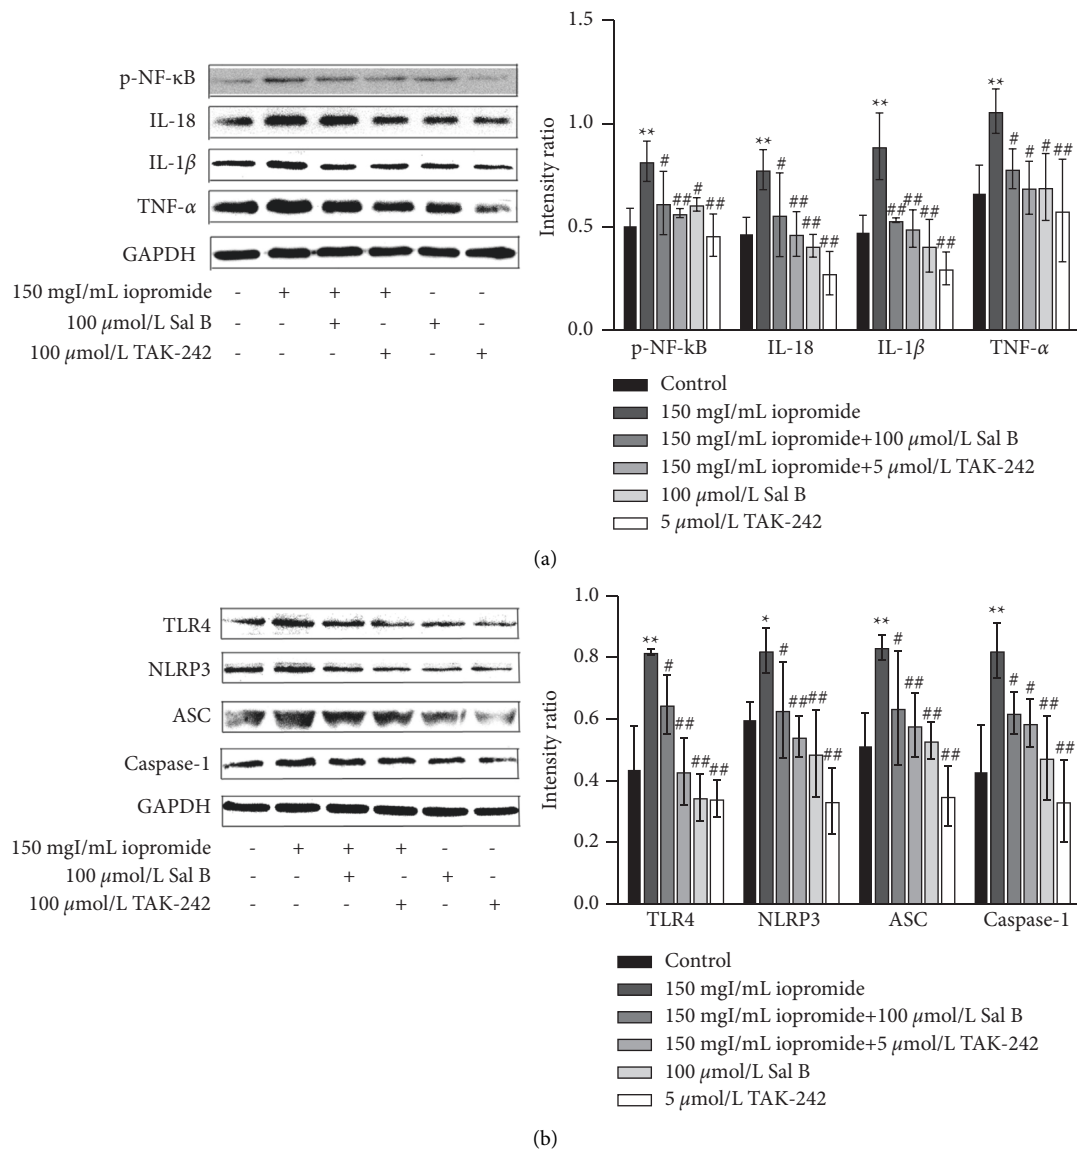 p-NF-κB
IL-18
IL-1β
TNF-α
GAPDH
150 mgI/mL iopromide - + + + - -
100 µmol/L Sal B - - + - + -
100 µmol/L TAK-242 - - - + - +
Intensity ratio
1.5
1.0
0.5
0.0
** # ## # ##
** # ## ## ##
** ## ## ## ##
** # # # ##
p-NF-kB IL-18 IL-1β TNF-α
Control
150 mgI/mL iopromide
150 mgI/mL iopromide+100 µmol/L Sal B
150 mgI/mL iopromide+5 µmol/L TAK-242
100 µmol/L Sal B
5 µmol/L TAK-242
(a)
TLR4
NLRP3
ASC
Caspase-1
GAPDH
150 mgI/mL iopromide - + + + - -
100 µmol/L Sal B - - + - + -
100 µmol/L TAK-242 - - - + - +
Intensity ratio
1.0
0.8
0.6
0.4
0.2
0.0
** # ## ## ##
* # ## ## ##
** # ## ## ##
** # # ## ##
TLR4 NLRP3 ASC Caspase-1
Control
150 mgI/mL iopromide
150 mgI/mL iopromide+100 µmol/L Sal B
150 mgI/mL iopromide+5 µmol/L TAK-242
100 µmol/L Sal B
5 µmol/L TAK-242
(b)